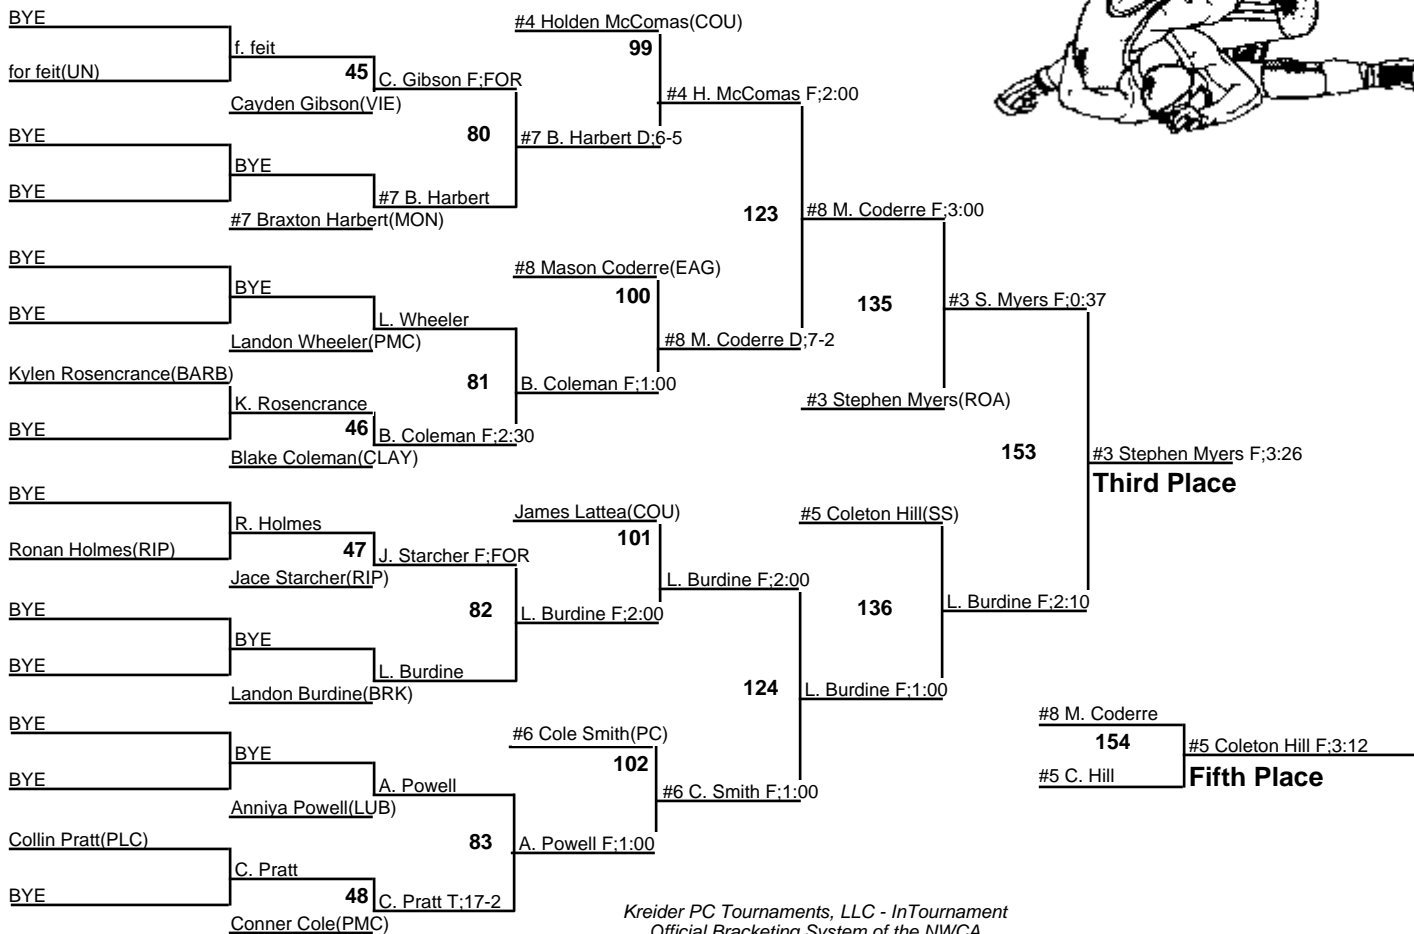 BYE
#4 Holden McComas(COU)
f. feit
99
for feit(UN)
45
C. Gibson F;FOR
Cayden Gibson(VIE)
#4 H. McComas F;2:00
BYE
80
#7 B. Harbert D;6-5
BYE
BYE
#7 B. Harbert
#7 Braxton Harbert(MON)
123
#8 M. Coderre F;3:00
BYE
#8 Mason Coderre(EAG)
BYE
100
135
#3 S. Myers F;0:37
BYE
L. Wheeler
Landon Wheeler(PMC)
#8 M. Coderre D;7-2
Kylen Rosencrance(BARB)
81
B. Coleman F;1:00
K. Rosencrance
#3 Stephen Myers(ROA)
BYE
46
B. Coleman F;2:30
Blake Coleman(CLAY)
153
#3 Stephen Myers F;3:26
Third Place
BYE
James Lattea(COU)
#5 Coleton Hill(SS)
R. Holmes
101
Ronan Holmes(RIP)
47
J. Starcher F;FOR
Jace Starcher(RIP)
L. Burdine F;2:00
BYE
82
L. Burdine F;2:00
136
L. Burdine F;2:10
BYE
BYE
L. Burdine
Landon Burdine(BRK)
124
L. Burdine F;1:00
BYE
#6 Cole Smith(PC)
#8 M. Coderre
BYE
102
154
#5 Coleton Hill F;3:12
BYE
A. Powell
#6 C. Smith F;1:00
#5 C. Hill
Fifth Place
Anniya Powell(LUB)
Collin Pratt(PLC)
83
A. Powell F;1:00
C. Pratt
BYE
48
C. Pratt T;17-2
Conner Cole(PMC)
Kreider PC Tournaments, LLC - InTournament
Official Bracketing System of the NWCA